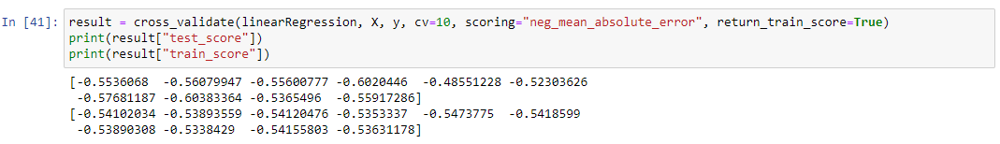 In [41]: result = cross_validate(linearRegression, X, y, cv=10, scoring="neg_mean_absolute_error", return_train_score=True)
print(result["test_score"])
print(result["train_score"])
[-0.5536068  -0.56079947 -0.55600777 -0.6020446  -0.48551228 -0.52303626
 -0.57681187 -0.60383364 -0.5365496  -0.55917286]
[-0.54102034 -0.53893559 -0.54120476 -0.5353337  -0.5473775  -0.5418599
 -0.53890308 -0.5338429  -0.54155803 -0.53631178]